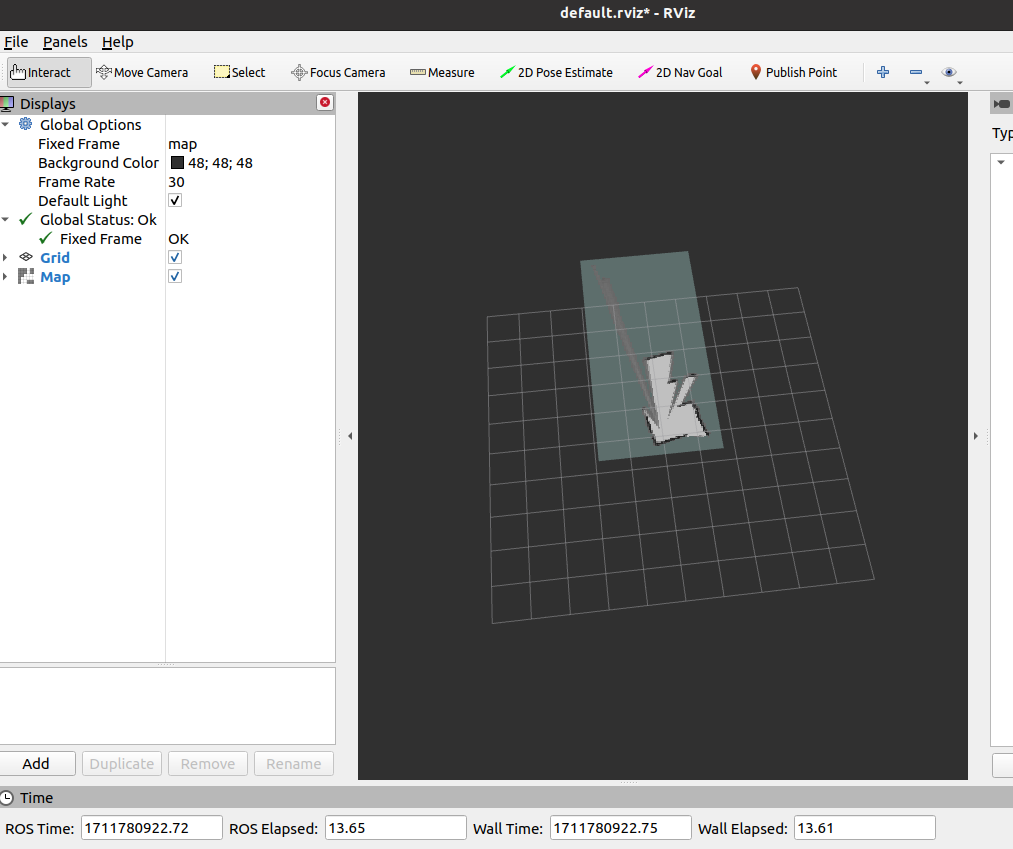 default.rviz* - RViz
File Panels Help
Interact Move Camera Select Focus Camera Measure 2D Pose Estimate 2D Nav Goal Publish Point
Displays
Global Options
Fixed Frame map
Background Color 48; 48; 48
Frame Rate 30
Default Light
Global Status: Ok
Fixed Frame OK
Grid
Map
Typ
Add Duplicate Remove Rename
Time
ROS Time: 1711780922.72 ROS Elapsed: 13.65 Wall Time: 1711780922.75 Wall Elapsed: 13.61